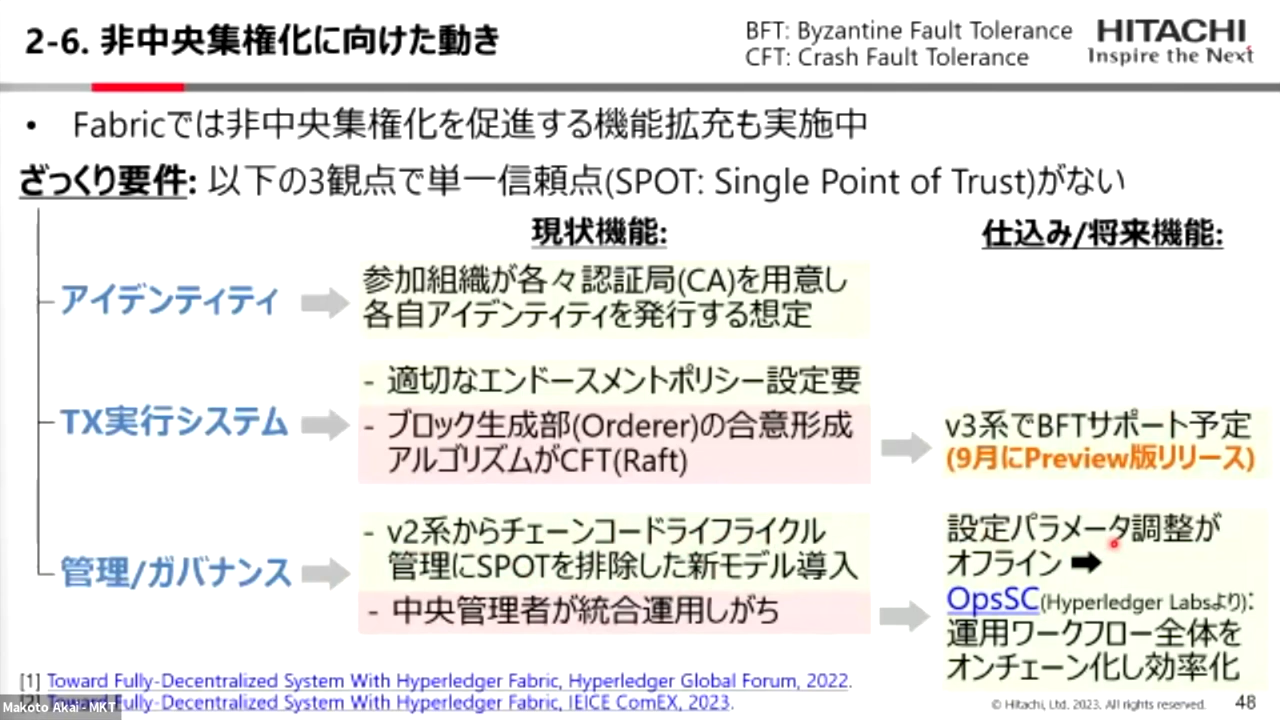 2-6. 非中央集権化に向けた動き
BFT: Byzantine Fault Tolerance
CFT: Crash Fault Tolerance
HITACHI
Inspire the Next
• Fabricでは非中央集権化を促進する機能拡充も実施中
ざっくり要件: 以下の3観点で単一信頼点(SPOT: Single Point of Trust)がない
現状機能:
仕込み/将来機能:
アイデンティティ
参加組織が各々認証局(CA)を用意し
各自アイデンティティを発行する想定
TX実行システム
- 適切なエンドースメントポリシー設定要
- ブロック生成部(Orderer)の合意形成
アルゴリズムがCFT(Raft)
v3系でBFTサポート予定
(9月にPreview版リリース)
管理/ガバナンス
- v2系からチェーンコードライフライクル
管理にSPOTを排除した新モデル導入
- 中央管理者が統合運用しがち
設定パラメータ調整が
オフライン ➡
OpsSC(Hyperledger Labsより):
運用ワークフロー全体を
オンチェーン化し効率化
[1] Toward Fully-Decentralized System With Hyperledger Fabric, Hyperledger Global Forum, 2022.
Toward Fully-Decentralized System With Hyperledger Fabric, IEICE ComEX, 2023.
Makoto Akai - MKT
© Hitachi, Ltd. 2023. All rights reserved.
48